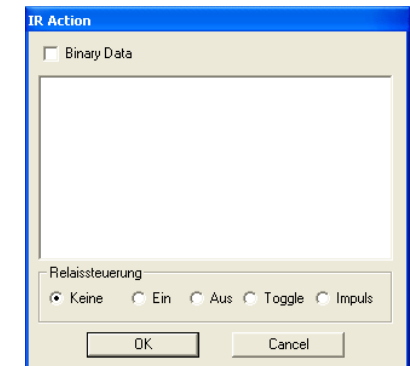 IR Action
Binary Data
Relaissteuerung
Keine Ein Aus Toggle Impuls
OK Cancel